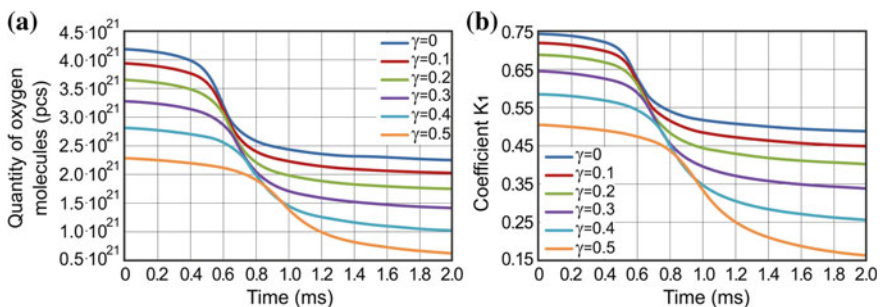 (a)
Quantity of oxygen
molecules (pcs)
4.5·10²¹
4.0·10²¹
3.5·10²¹
3.0·10²¹
2.5·10²¹
2.0·10²¹
1.5·10²¹
1.0·10²¹
0.5·10²¹
γ=0
γ=0.1
γ=0.2
γ=0.3
γ=0.4
γ=0.5
0 0.2 0.4 0.6 0.8 1.0 1.2 1.4 1.6 1.8 2.0
Time (ms)
(b)
Coefficient K₁
0.75
0.65
0.55
0.45
0.35
0.25
0.15
γ=0
γ=0.1
γ=0.2
γ=0.3
γ=0.4
γ=0.5
0 0.2 0.4 0.6 0.8 1.0 1.2 1.4 1.6 1.8 2.0
Time (ms)